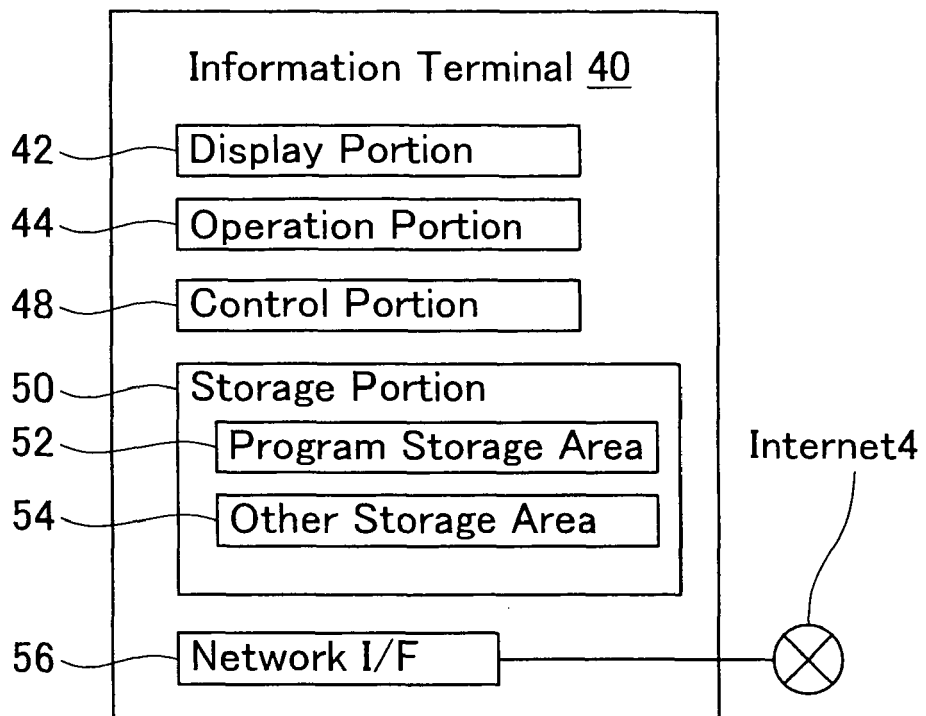 Information Terminal 40
42 Display Portion
44 Operation Portion
48 Control Portion
50 Storage Portion
52 Program Storage Area
54 Other Storage Area
Internet4
56 Network I/F